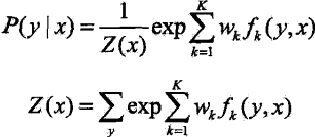 P(y | x) = 1/Z(x) exp ∑_{k=1}^{K} w_k f_k (y, x)
Z(x) = ∑_y exp ∑_{k=1}^{K} w_k f_k (y, x)